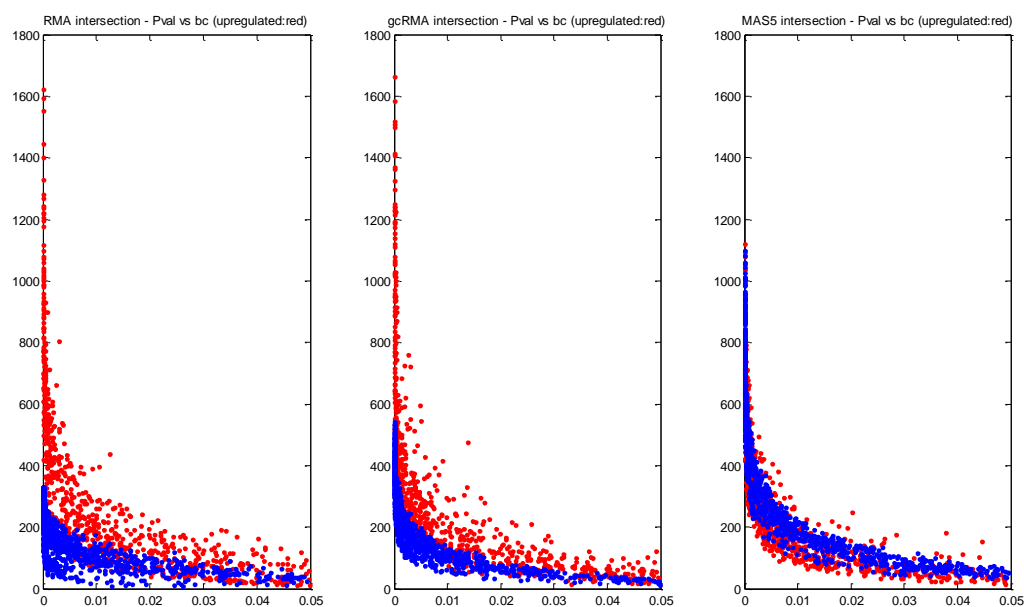 RMA intersection - Pval vs bc (upregulated:red)
gcRMA intersection - Pval vs bc (upregulated:red)
MAS5 intersection - Pval vs bc (upregulated:red)
1800 1800 1800
1600 1600 1600
1400 1400 1400
1200 1200 1200
1000 1000 1000
800 800 800
600 600 600
400 400 400
200 200 200
0 0 0
0 0.01 0.02 0.03 0.04 0.05 0 0.01 0.02 0.03 0.04 0.05 0 0.01 0.02 0.03 0.04 0.05